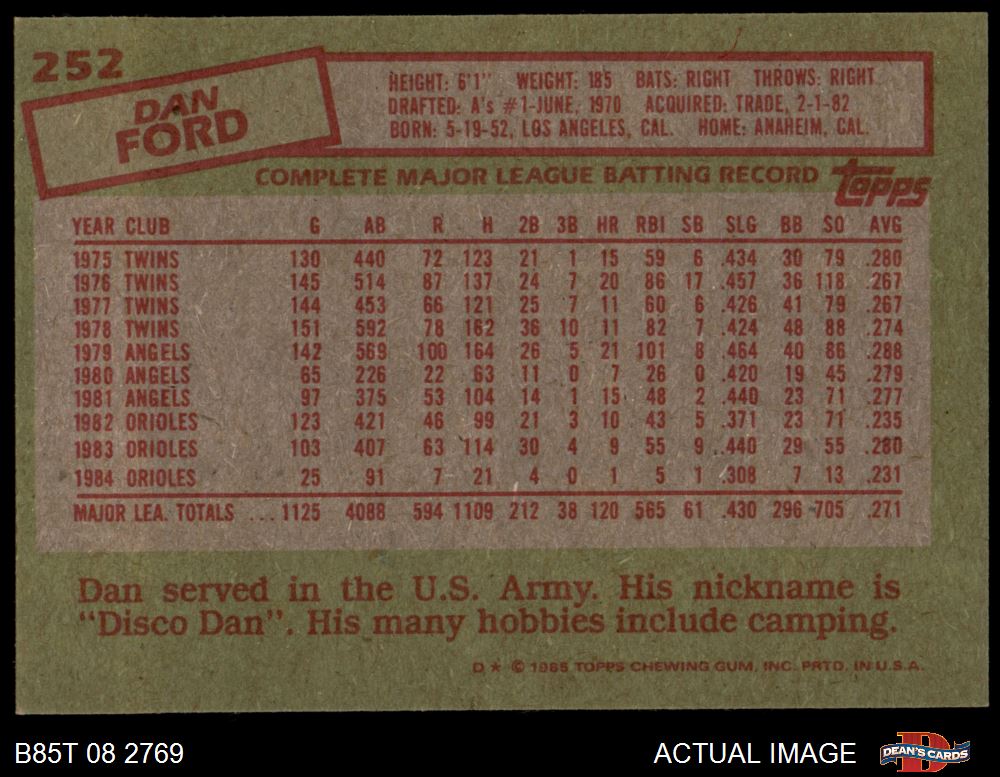 252
DAN
FORD
HEIGHT: 6'1" WEIGHT: 185 BATS: RIGHT THROWS: RIGHT
DRAFTED: A's #1-JUNE, 1970 ACQUIRED: TRADE, 2-1-82
BORN: 5-19-52, LOS ANGELES, CAL. HOME: ANAHEIM, CAL.
COMPLETE MAJOR LEAGUE BATTING RECORD topps
YEAR CLUB G AB R H 2B 3B HR RBI SB SLG BB SO AVG
1975 TWINS 130 440 72 123 21 1 15 59 6 .434 30 79 .280
1976 TWINS 145 514 87 137 24 7 20 86 17 .457 36 118 .267
1977 TWINS 144 453 66 121 25 7 11 60 6 .426 41 79 .267
1978 TWINS 151 592 78 162 36 10 11 82 7 .424 48 88 .274
1979 ANGELS 142 569 100 164 26 5 21 101 8 .464 40 86 .288
1980 ANGELS 65 226 22 63 11 0 7 26 0 .420 19 45 .279
1981 ANGELS 97 375 53 104 14 1 15 48 2 .440 23 71 .277
1982 ORIOLES 123 421 46 99 21 3 10 43 5 .371 23 71 .235
1983 ORIOLES 103 407 63 114 30 4 9 55 9 .440 29 55 .280
1984 ORIOLES 25 91 7 21 4 0 1 5 1 .308 7 13 .231
MAJOR LEA. TOTALS ... 1125 4088 594 1109 212 38 120 565 61 .430 296 705 .271
Dan served in the U.S. Army. His nickname is
"Disco Dan". His many hobbies include camping.
D ★ © 1985 TOPPS CHEWING GUM, INC. PRTD. IN U.S.A.
B85T 08 2769 ACTUAL IMAGE DEAN'S CARDS